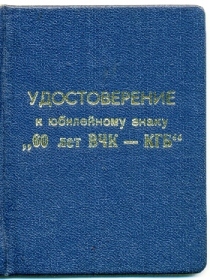 УДОСТОВЕРЕНИЕ
к юбилейному знаку
„60 лет ВЧК — КГБ“